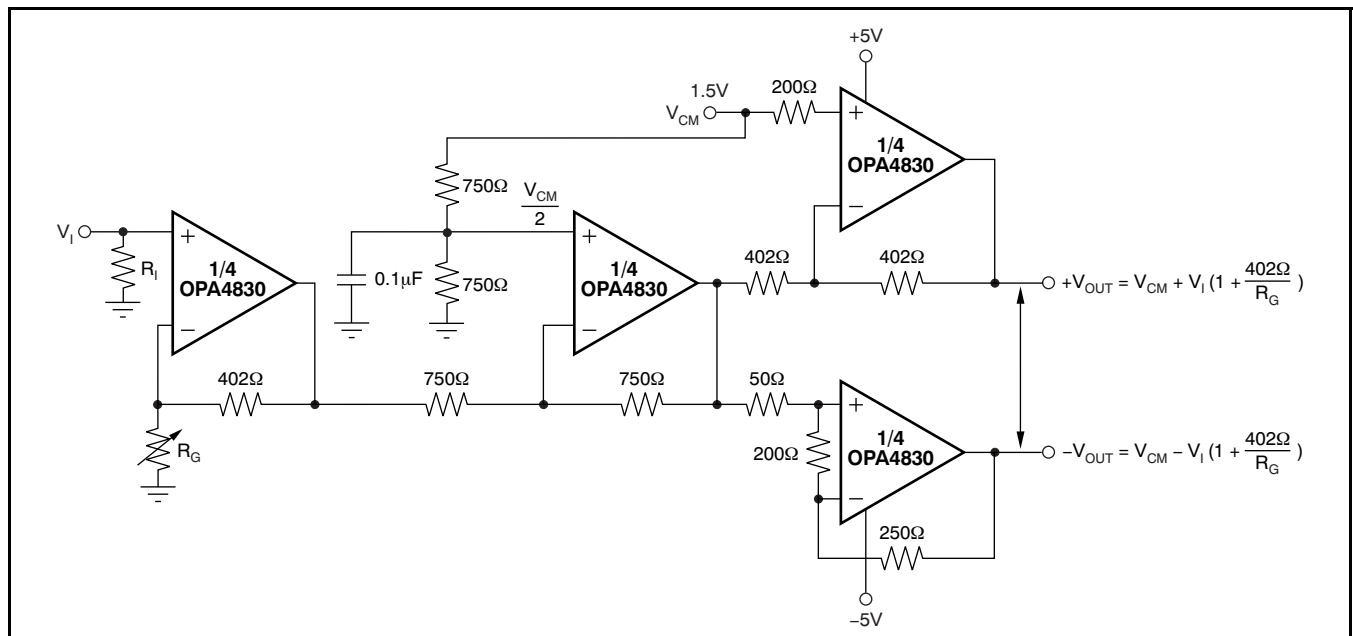 +5V
1.5V
V_CM
200Ω
+
1/4
OPA4830
−
750Ω
V_CM/2
V_I
+
R_I
1/4
OPA4830
−
0.1μF
750Ω
+
1/4
OPA4830
−
402Ω
402Ω
+V_OUT = V_CM + V_I (1 + 402Ω/R_G )
402Ω
750Ω
750Ω
50Ω
+
1/4
OPA4830
−
200Ω
R_G
−V_OUT = V_CM − V_I (1 + 402Ω/R_G )
250Ω
−5V